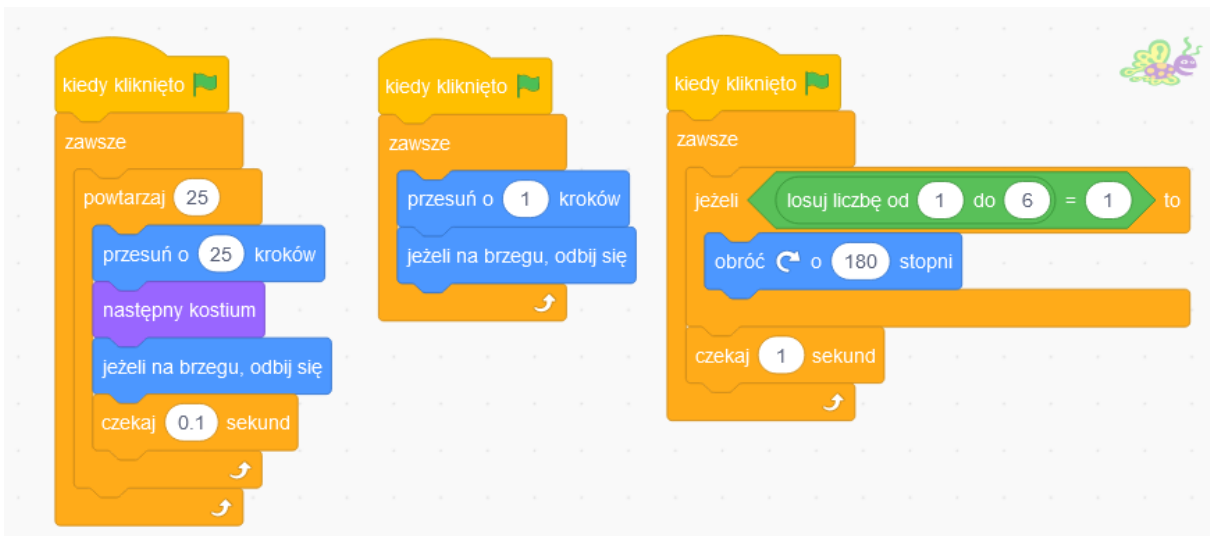 kiedy kliknięto
zawsze
powtarzaj 25
przesuń o 25 kroków
następny kostium
jeżeli na brzegu, odbij się
czekaj 0.1 sekund
kiedy kliknięto
zawsze
przesuń o 1 kroków
jeżeli na brzegu, odbij się
kiedy kliknięto
zawsze
jeżeli losuj liczbę od 1 do 6 = 1 to
obróć o 180 stopni
czekaj 1 sekund